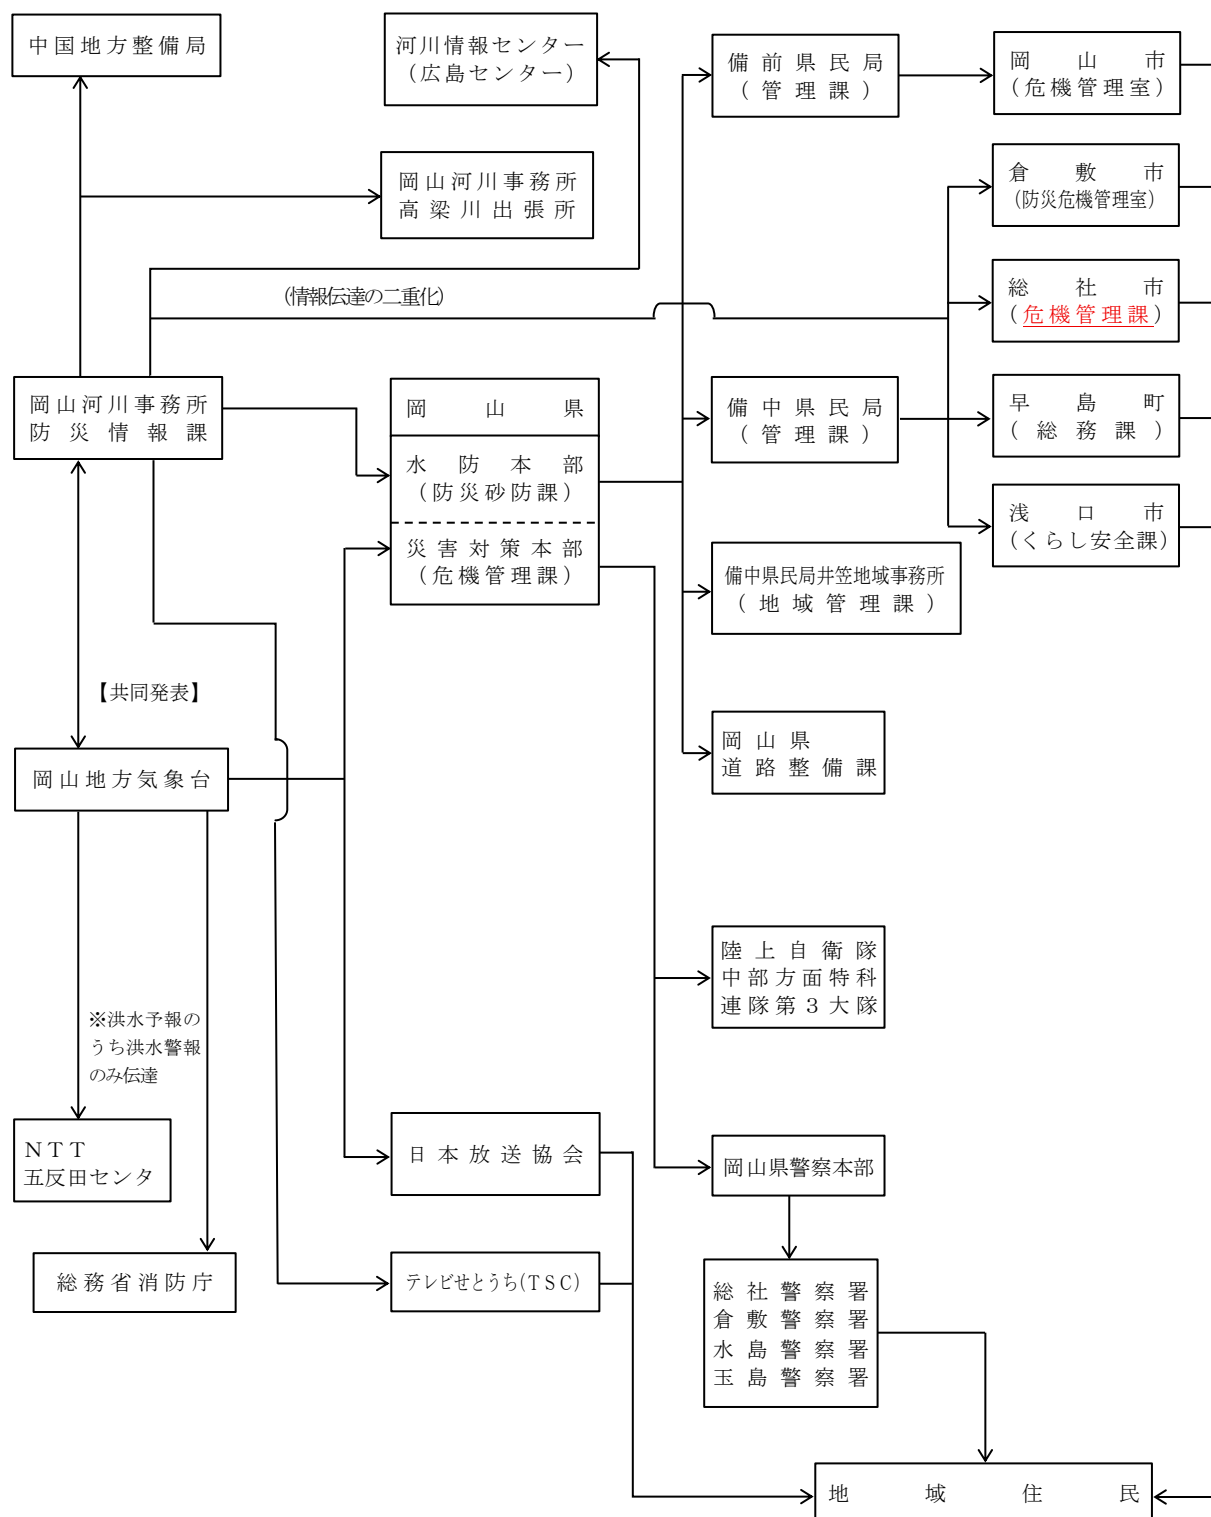 中国地方整備局
河川情報センター
（広島センター）
備前県民局
（管理課）
岡山市
（危機管理室）
岡山河川事務所
高梁川出張所
倉敷市
（防災危機管理室）
（情報伝達の二重化）
総社市
（危機管理課）
岡山河川事務所
防災情報課
岡山県
水防本部
（防災砂防課）
災害対策本部
（危機管理課）
備中県民局
（管理課）
早島町
（総務課）
浅口市
（くらし安全課）
備中県民局井笠地域事務所
（地域管理課）
【共同発表】
岡山県
道路整備課
岡山地方気象台
陸上自衛隊
中部方面特科
連隊第３大隊
※洪水予報の
うち洪水警報
のみ伝達
ＮＴＴ
五反田センタ
日本放送協会
岡山県警察本部
総務省消防庁
テレビせとうち(TSC)
総社警察署
倉敷警察署
水島警察署
玉島警察署
地域住民